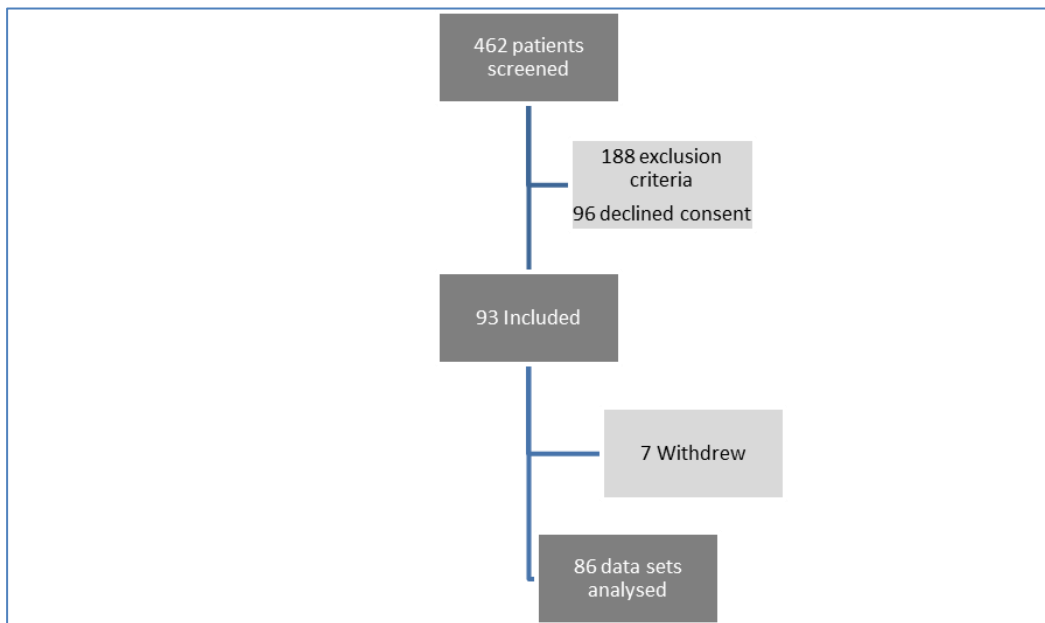 462 patients
screened
188 exclusion
criteria
96 declined consent
93 Included
7 Withdrew
86 data sets
analysed